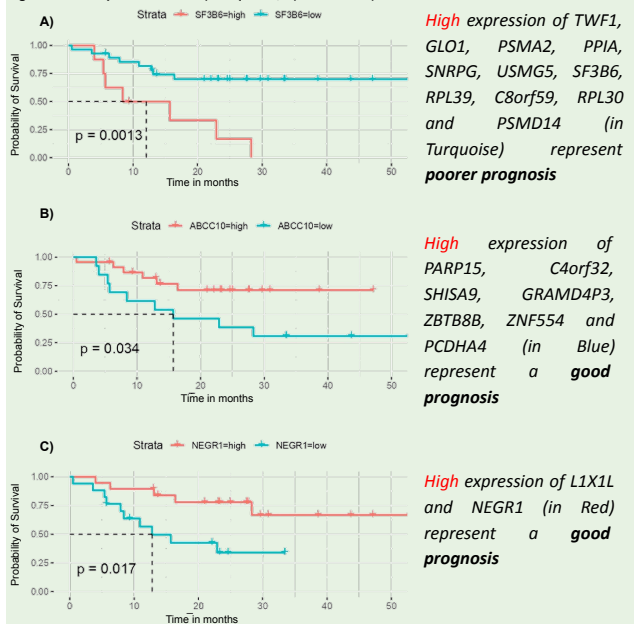 A)
Strata SF3B6=high SF3B6=low
Probability of Survival
1.00
0.75
0.50
0.25
0.00
p = 0.0013
0 10 20 30 40 50
Time in months
High expression of TWF1,
GLO1, PSMA2, PPIA,
SNRPG, USMG5, SF3B6,
RPL39, C8orf59, RPL30
and PSMD14 (in
Turquoise) represent
poorer prognosis
B)
Strata ABCC10=high ABCC10=low
Probability of Survival
1.00
0.75
0.50
0.25
0.00
p = 0.034
0 10 20 30 40 50
Time in months
High expression of
PARP15, C4orf32,
SHISA9, GRAMD4P3,
ZBTB8B, ZNF554 and
PCDHA4 (in Blue)
represent a good
prognosis
C)
Strata NEGR1=high NEGR1=low
Probability of Survival
1.00
0.75
0.50
0.25
0.00
p = 0.017
0 10 20 30 40 50
Time in months
High expression of L1X1L
and NEGR1 (in Red)
represent a good
prognosis